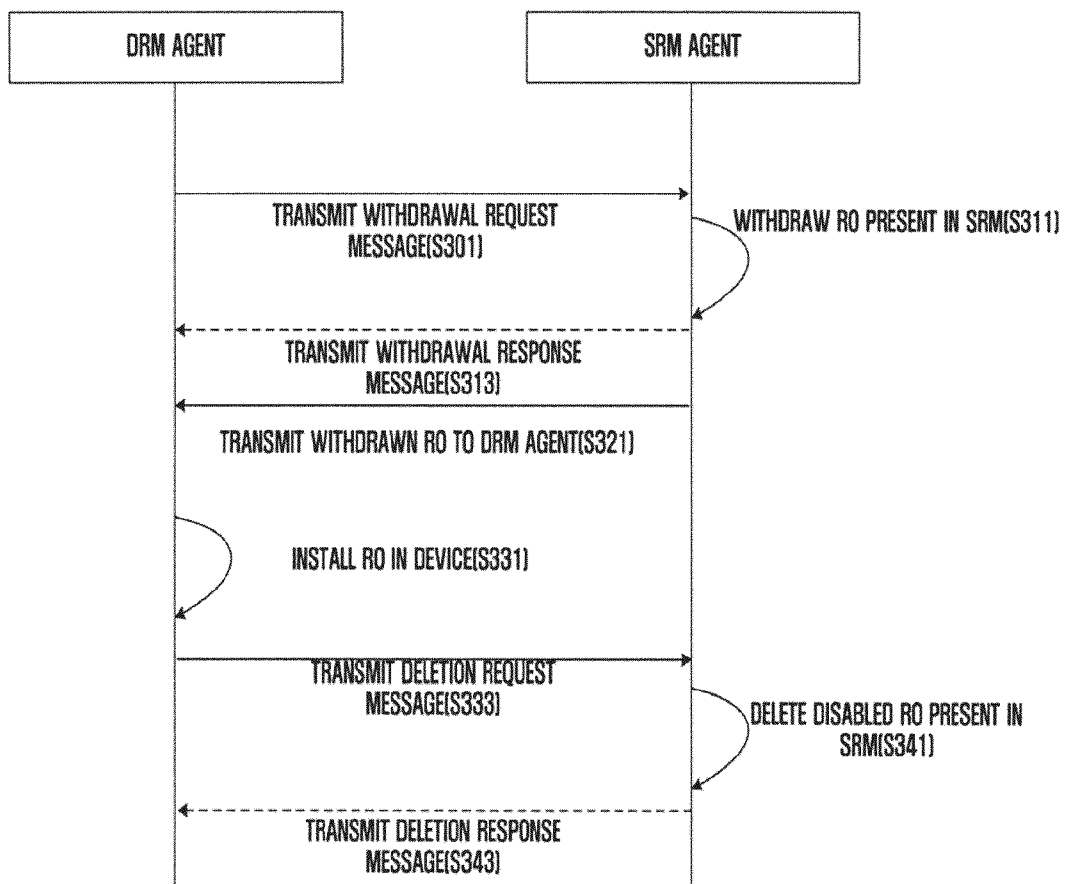 DRM AGENT
SRM AGENT
TRANSMIT WITHDRAWAL REQUEST
MESSAGE(S301)
WITHDRAW RO PRESENT IN SRM(S311)
TRANSMIT WITHDRAWAL RESPONSE
MESSAGE(S313)
TRANSMIT WITHDRAWN RO TO DRM AGENT(S321)
INSTALL RO IN DEVICE(S331)
TRANSMIT DELETION REQUEST
MESSAGE(S333)
DELETE DISABLED RO PRESENT IN
SRM(S341)
TRANSMIT DELETION RESPONSE
MESSAGE(S343)